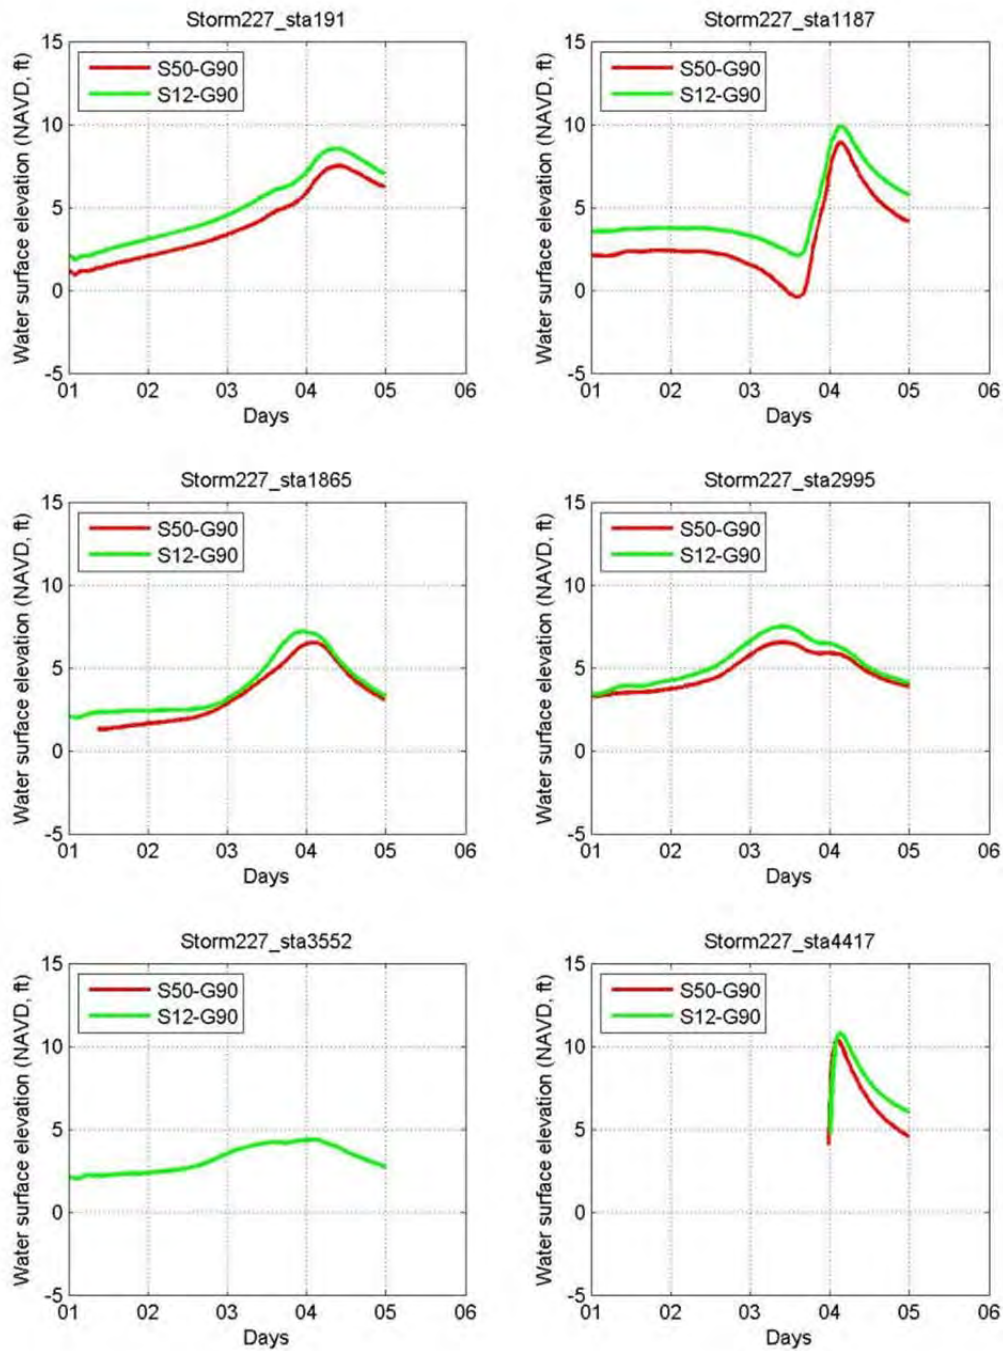 Storm227_sta191
15
10
5
0
-5
Water surface elevation (NAVD, ft)
S50-G90
S12-G90
01 02 03 04 05 06
Days
Storm227_sta1187
15
10
5
0
-5
Water surface elevation (NAVD, ft)
S50-G90
S12-G90
01 02 03 04 05 06
Days
Storm227_sta1865
15
10
5
0
-5
Water surface elevation (NAVD, ft)
S50-G90
S12-G90
01 02 03 04 05 06
Days
Storm227_sta2995
15
10
5
0
-5
Water surface elevation (NAVD, ft)
S50-G90
S12-G90
01 02 03 04 05 06
Days
Storm227_sta3552
15
10
5
0
-5
Water surface elevation (NAVD, ft)
S50-G90
S12-G90
01 02 03 04 05 06
Days
Storm227_sta4417
15
10
5
0
-5
Water surface elevation (NAVD, ft)
S50-G90
S12-G90
01 02 03 04 05 06
Days